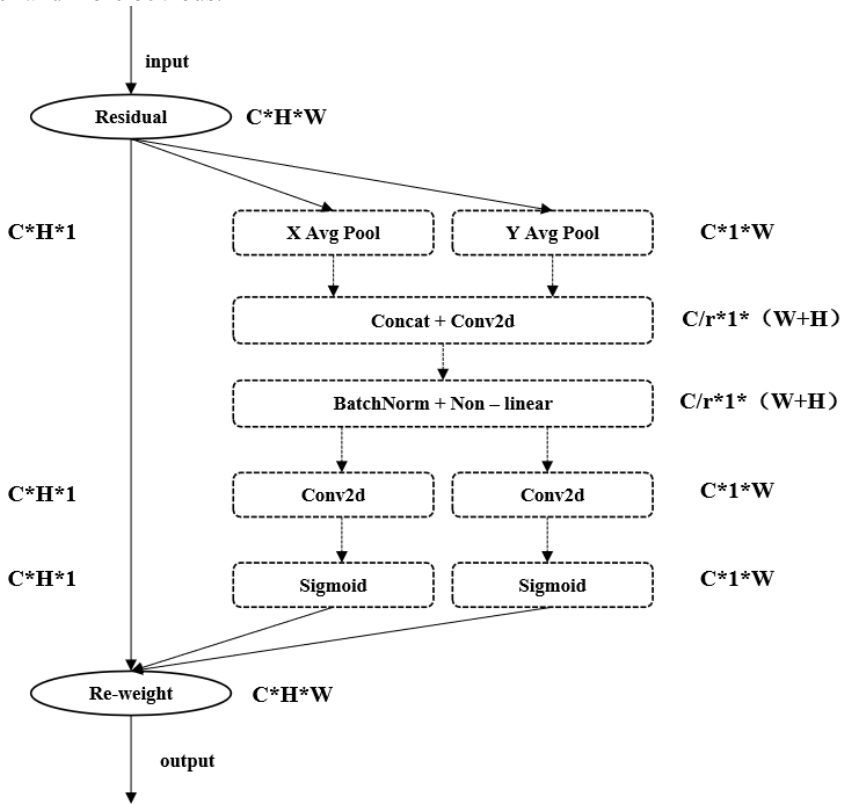 input
Residual C*H*W
C*H*1 X Avg Pool Y Avg Pool C*1*W
Concat + Conv2d C/r*1*（W+H）
BatchNorm + Non – linear C/r*1*（W+H）
C*H*1 Conv2d Conv2d C*1*W
C*H*1 Sigmoid Sigmoid C*1*W
Re-weight C*H*W
output